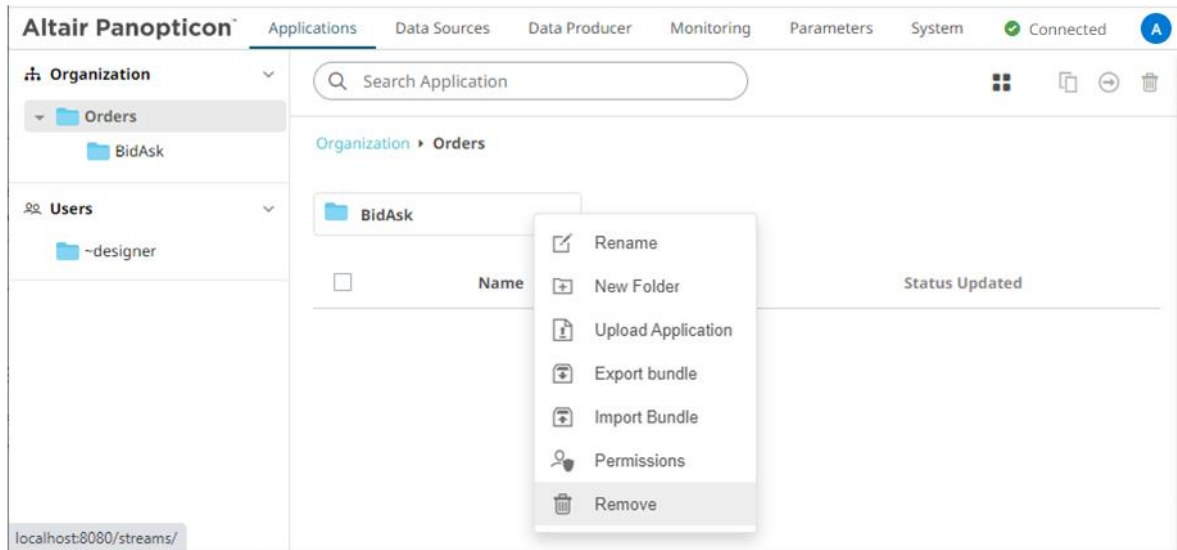 Altair Panopticon™ Applications Data Sources Data Producer Monitoring Parameters System Connected A
Organization
Search Application
Orders
BidAsk
Organization ▸ Orders
Users
BidAsk
~designer
Rename
Name
New Folder
Status Updated
Upload Application
Export bundle
Import Bundle
Permissions
Remove
localhost:8080/streams/